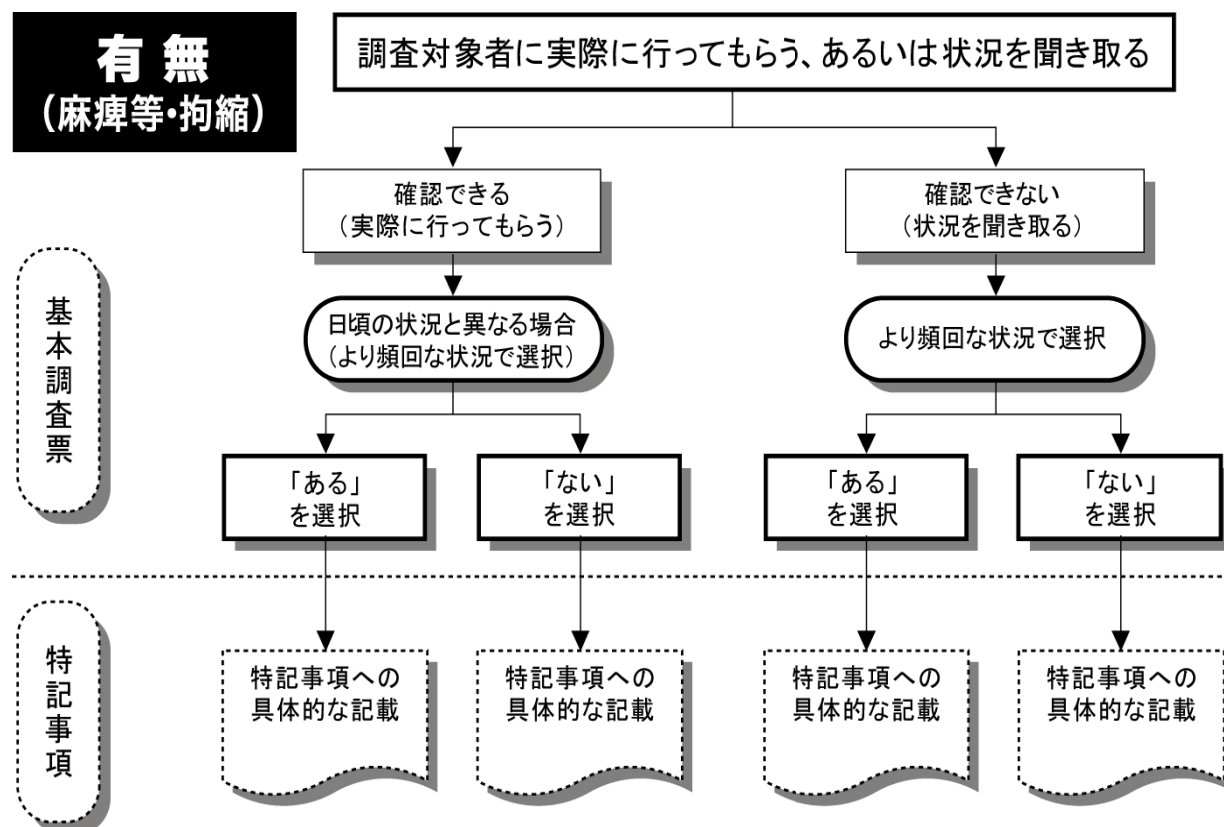 有無
(麻痺等・拘縮)
調査対象者に実際に行ってもらう、あるいは状況を聞き取る
確認できる
(実際に行ってもらう)
確認できない
(状況を聞き取る)
基本調査票
日頃の状況と異なる場合
(より頻回な状況で選択)
より頻回な状況で選択
「ある」
を選択
「ない」
を選択
「ある」
を選択
「ない」
を選択
特記事項
特記事項への
具体的な記載
特記事項への
具体的な記載
特記事項への
具体的な記載
特記事項への
具体的な記載